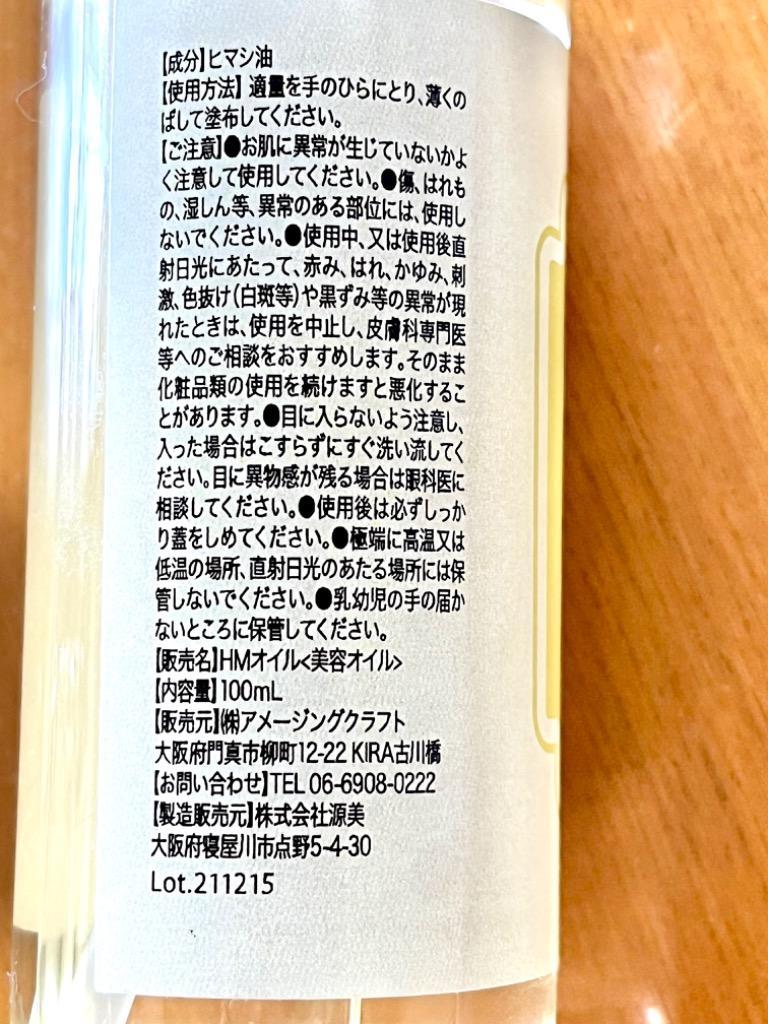 【成分】ヒマシ油
【使用方法】適量を手のひらにとり、薄くの
ばして塗布してください。
【ご注意】●お肌に異常が生じていないかよ
く注意して使用してください。●傷、はれも
の、湿しん等、異常のある部位には、使用し
ないでください。●使用中、又は使用後直
射日光にあたって、赤み、はれ、かゆみ、刺
激、色抜け(白斑等)や黒ずみ等の異常が現
れたときは、使用を中止し、皮膚科専門医
等へのご相談をおすすめします。そのまま
化粧品類の使用を続けますと悪化するこ
とがあります。●目に入らないよう注意し、
入った場合はこすらずにすぐ洗い流してく
ださい。目に異物感が残る場合は眼科医に
相談してください。●使用後は必ずしっか
り蓋をしめてください。●極端に高温又は
低温の場所、直射日光のあたる場所には保
管しないでください。●乳幼児の手の届か
ないところに保管してください。
【販売名】HMオイル<美容オイル>
【内容量】100mL
【販売元】㈱アメージングクラフト
大阪府門真市柳町12-22 KIRA古川橋
【お問い合わせ】TEL 06-6908-0222
【製造販売元】株式会社源美
大阪府寝屋川市点野5-4-30
Lot.211215